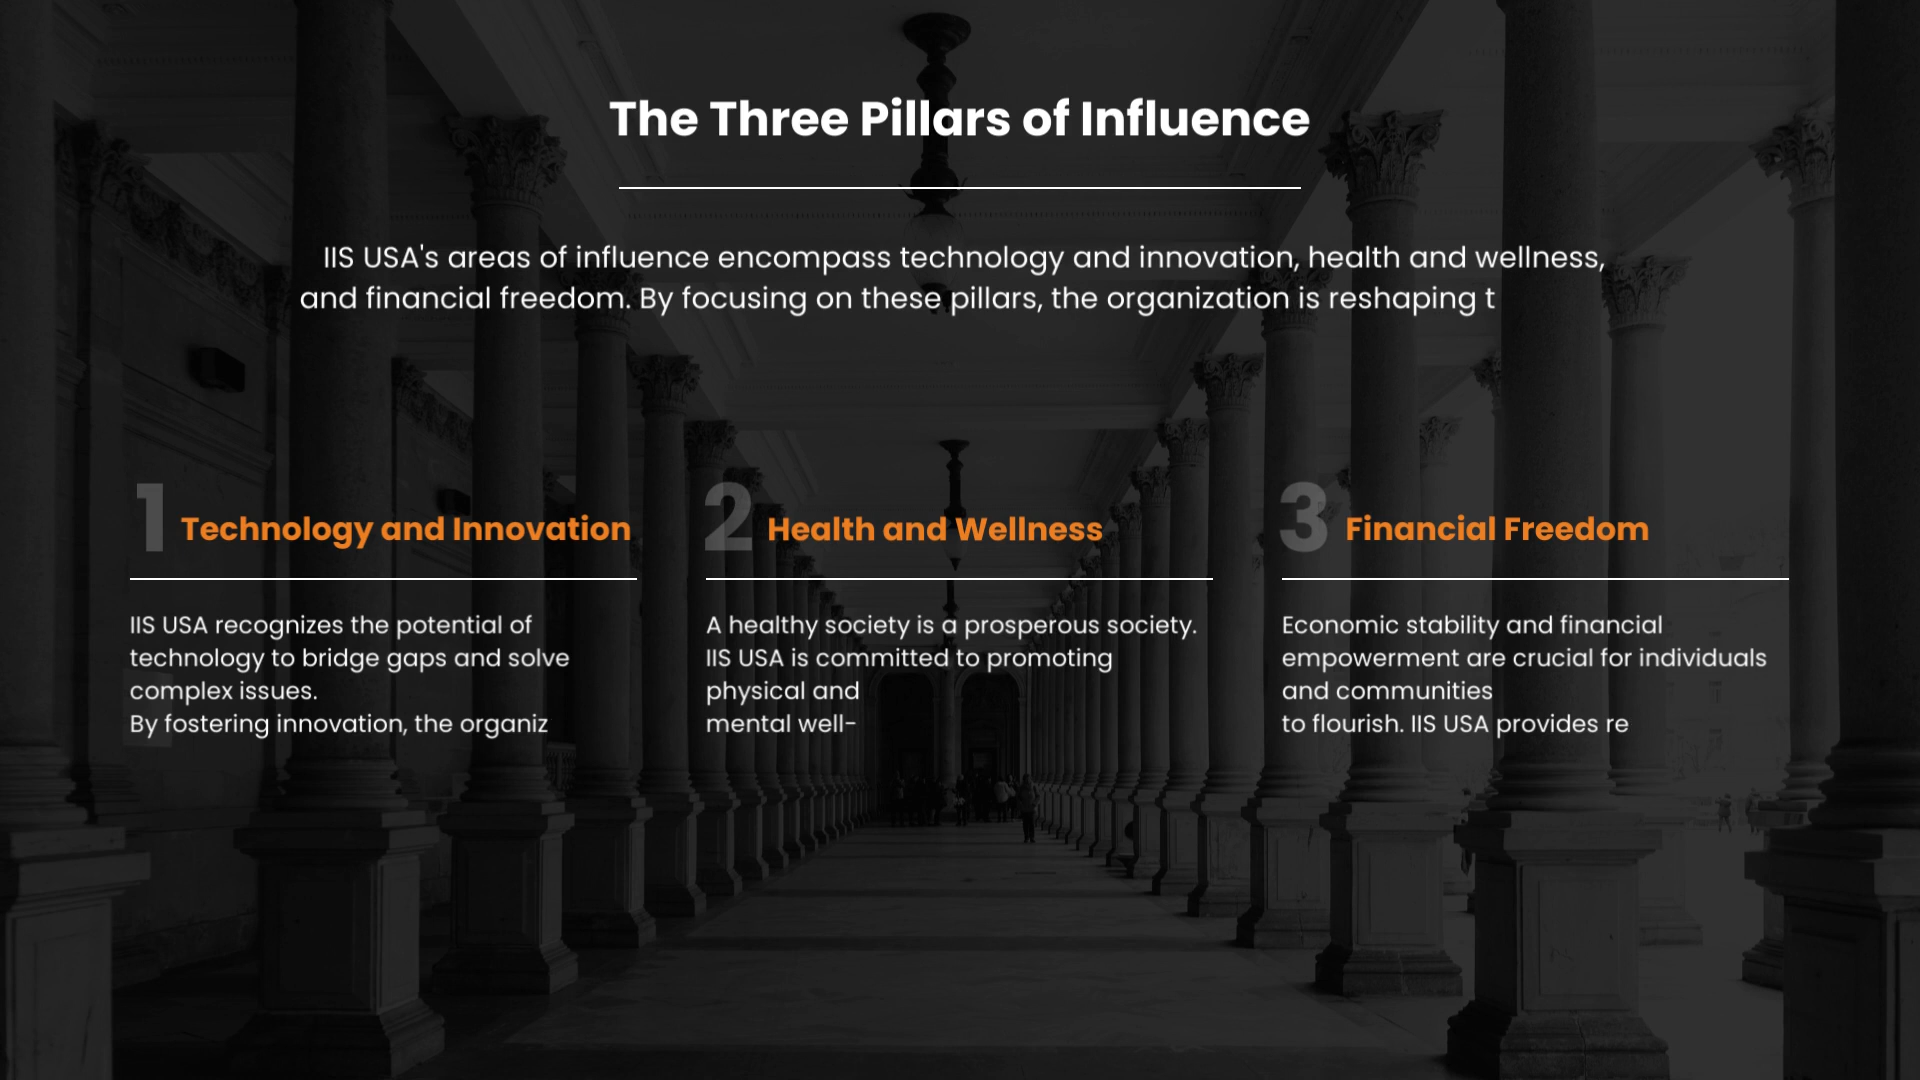 The Three Pillars of Influence
IIS USA's areas of influence encompass technology and innovation, health and wellness,
and financial freedom. By focusing on these pillars, the organization is reshaping t
1 Technology and Innovation
IIS USA recognizes the potential of
technology to bridge gaps and solve
complex issues.
By fostering innovation, the organiz
2 Health and Wellness
A healthy society is a prosperous society.
IIS USA is committed to promoting
physical and
mental well-
3 Financial Freedom
Economic stability and financial
empowerment are crucial for individuals
and communities
to flourish. IIS USA provides re